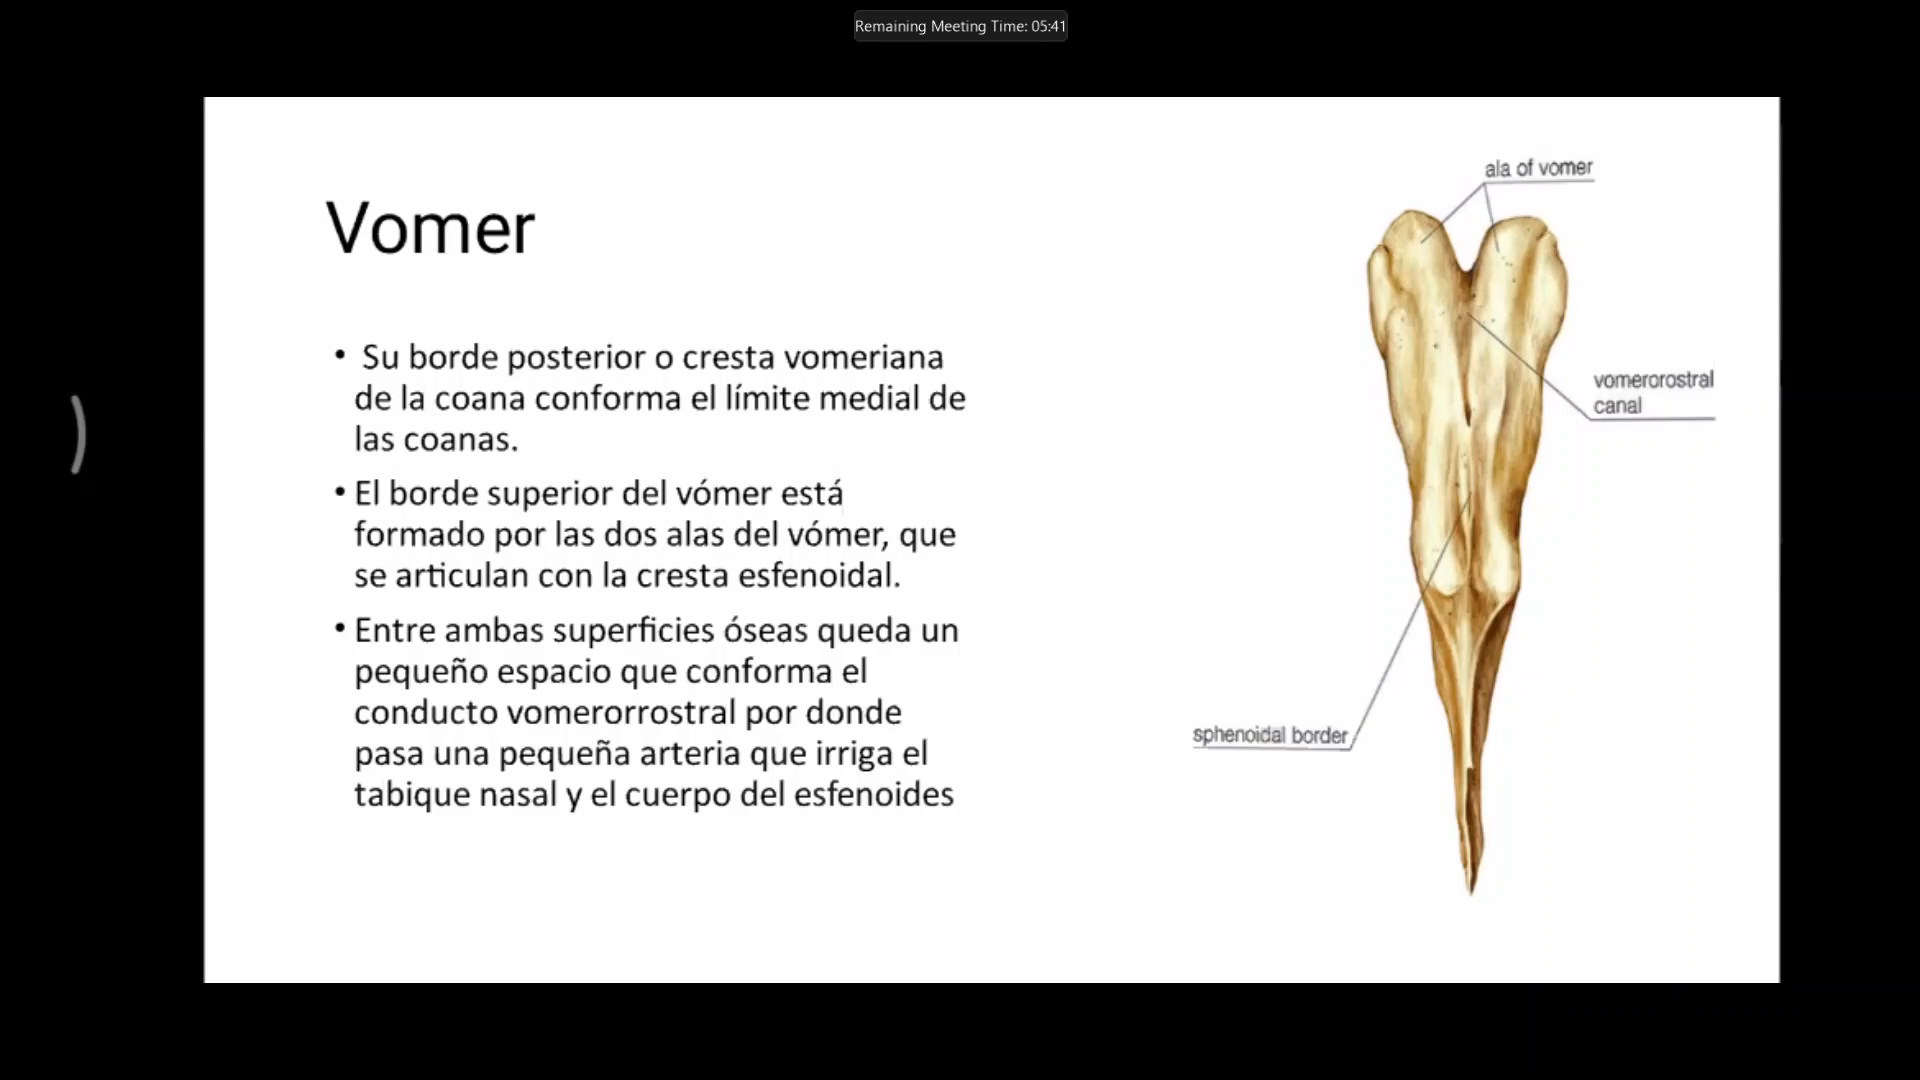 Remaining Meeting Time: 05:41
ala of vomer
Vomer
• Su borde posterior o cresta vomeriana
de la coana conforma el límite medial de
las coanas.
• El borde superior del vómer está
formado por las dos alas del vómer, que
se articulan con la cresta esfenoidal.
• Entre ambas superficies óseas queda un
pequeño espacio que conforma el
conducto vomerorrostral por donde
pasa una pequeña arteria que irriga el
tabique nasal y el cuerpo del esfenoides
vomerorostral
canal
sphenoidal border